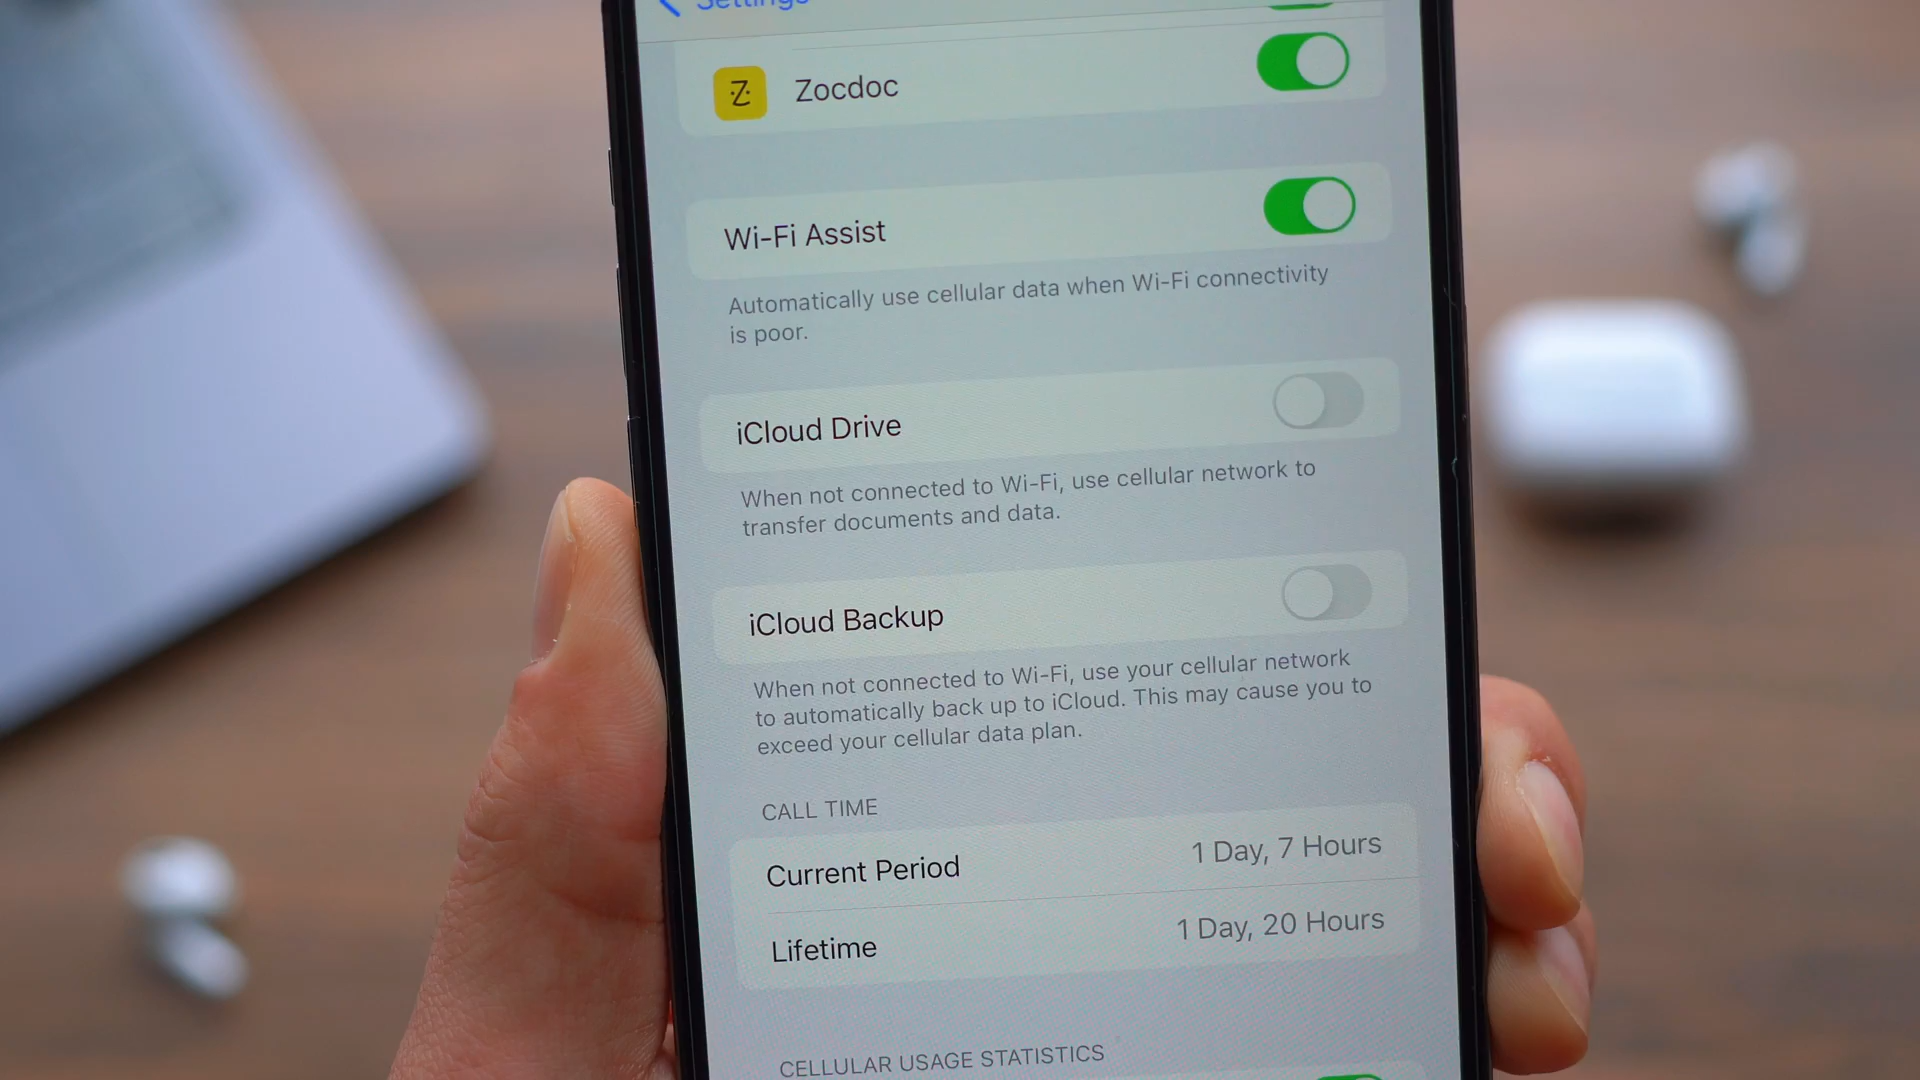 Settings
Zocdoc
Wi-Fi Assist
Automatically use cellular data when Wi-Fi connectivity
is poor.
iCloud Drive
When not connected to Wi-Fi, use cellular network to
transfer documents and data.
iCloud Backup
When not connected to Wi-Fi, use your cellular network
to automatically back up to iCloud. This may cause you to
exceed your cellular data plan.
CALL TIME
Current Period 1 Day, 7 Hours
Lifetime 1 Day, 20 Hours
CELLULAR USAGE STATISTICS